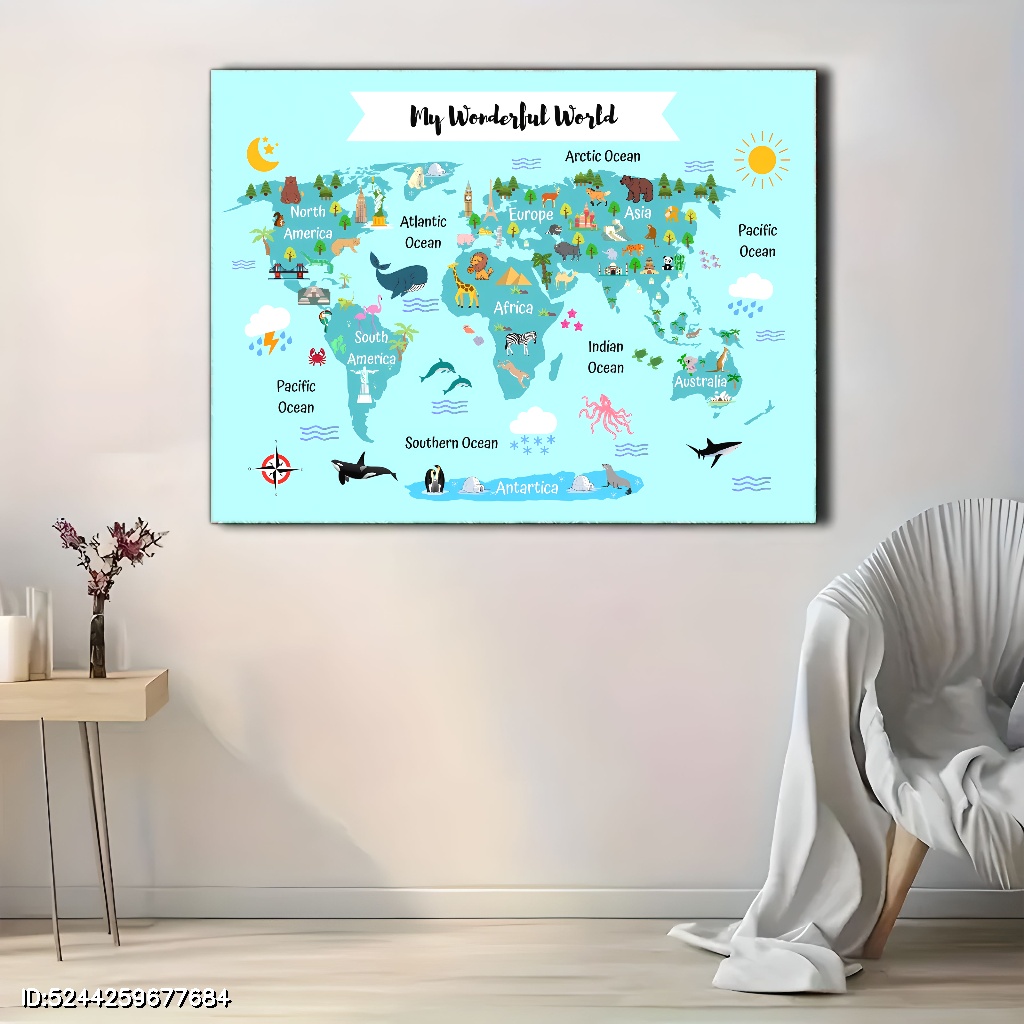 My Wonderful World
Arctic Ocean
North
America
Atlantic
Ocean
Europe
Asia
Pacific
Ocean
Africa
South
America
Indian
Ocean
Australia
Pacific
Ocean
Southern Ocean
Antartica
ID:5244259677684